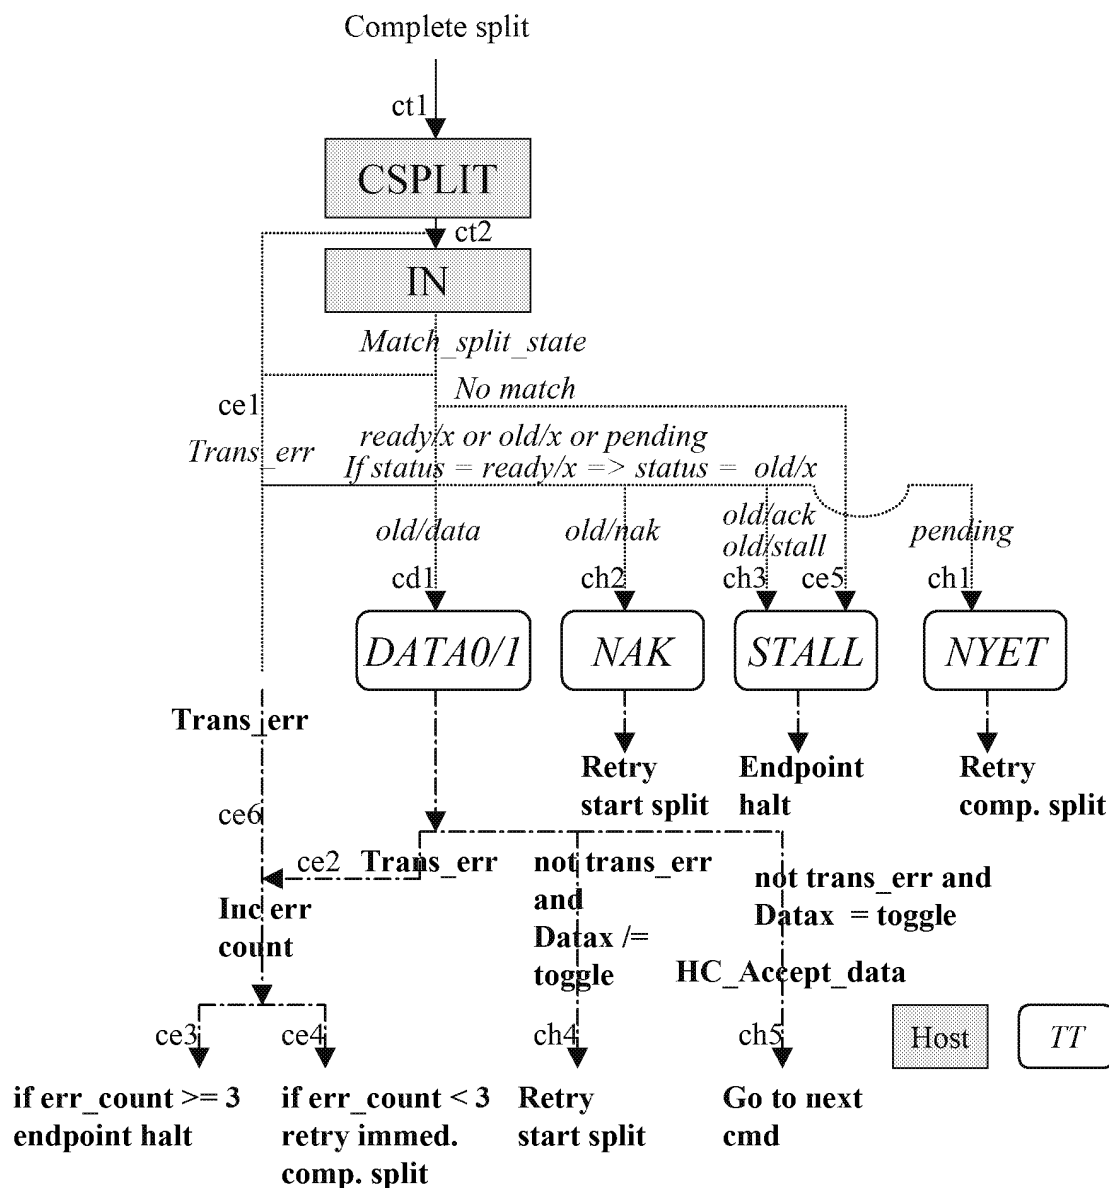 Complete split
ct1
CSPLIT
ct2
IN
Match_split_state
No match
ce1
Trans_err
ready/x or old/x or pending
If status = ready/x => status = old/x
old/data
old/nak
old/ack
old/stall
pending
cd1
ch2
ch3
ce5
ch1
DATA0/1
NAK
STALL
NYET
Trans_err
Retry
start split
Endpoint
halt
Retry
comp. split
ce6
ce2
Trans_err
not trans_err
and
Datax /=
toggle
not trans_err and
Datax = toggle
Inc err
count
HC_Accept_data
ce3
ce4
ch4
ch5
Host
TT
if err_count >= 3
endpoint halt
if err_count < 3
retry immed.
comp. split
Retry
start split
Go to next
cmd